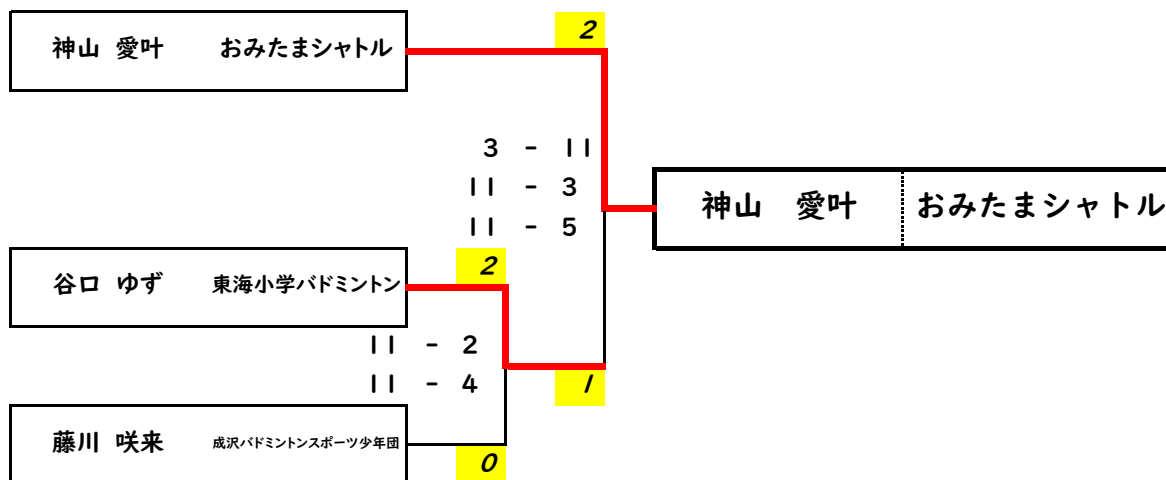 2
神山 愛叶 おみたまシャトル
3 - 11
11 - 3
神山 愛叶 おみたまシャトル
11 - 5
2
谷口 ゆず 東海小学バドミントン
11 - 2
11 - 4
1
藤川 咲来 成沢バドミントンスポーツ少年団
0